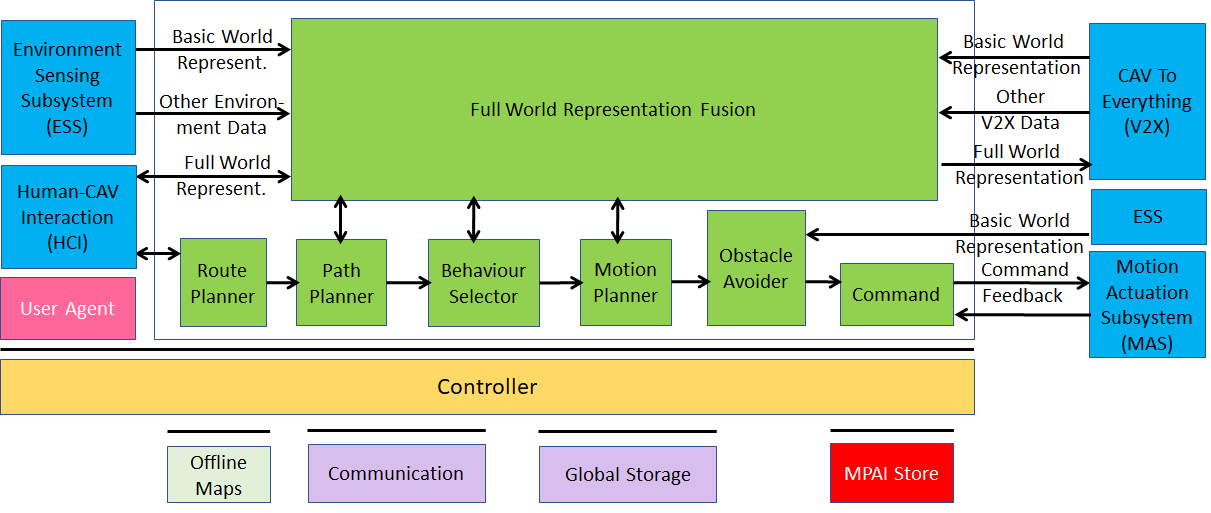 Environment
Sensing
Subsystem
(ESS)
Basic World
Represent.
Other Environ-
ment Data
Full World Representation Fusion
Basic World
Representation
Other
V2X Data
Full World
Representation
CAV To
Everything
(V2X)
Full World
Represent.
Human-CAV
Interaction
(HCI)
User Agent
Route
Planner
Path
Planner
Behaviour
Selector
Motion
Planner
Obstacle
Avoider
Command
Basic World
Representation
ESS
Command
Feedback
Motion
Actuation
Subsystem
(MAS)
Controller
Offline
Maps
Communication
Global Storage
MPAI Store